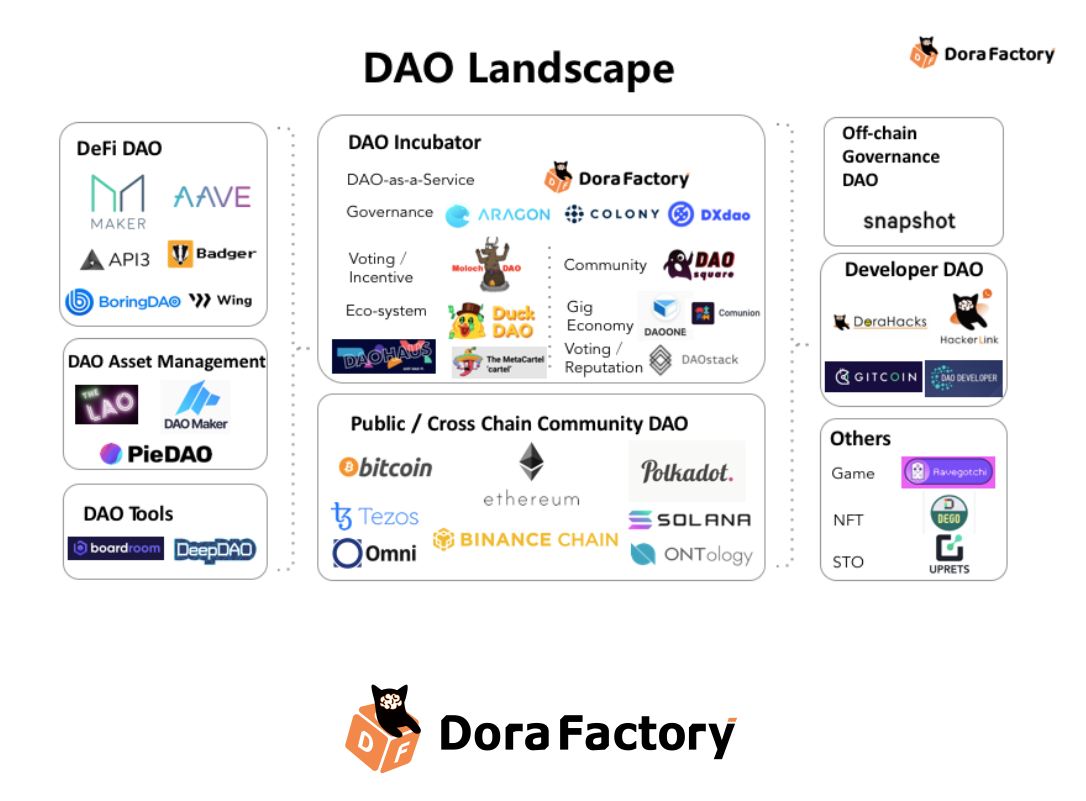 DAO Landscape
Dora Factory
DeFi DAO
MAKER
AAVE
API3
Badger
BoringDAO
Wing
DAO Asset Management
THE LAO
DAO Maker
PieDAO
DAO Tools
boardroom
DeepDAO
DAO Incubator
DAO-as-a-Service
Dora Factory
Governance
ARAGON
COLONY
DXdao
Voting /
Incentive
Moloch DAO
Community
DAO
square
Eco-system
Duck
DAO
Gig
Economy
DAOONE
Comunion
DAOHAUS
The MetaCartel
'cartel'
Voting /
Reputation
DAOstack
Public / Cross Chain Community DAO
bitcoin
ethereum
Polkadot.
Tezos
SOLANA
Omni
BINANCE CHAIN
ONTology
Off-chain
Governance
DAO
snapshot
Developer DAO
DoraHacks
HackerLink
GITCOIN
DAO DEVELOPER
Others
Game
Aavegotchi
NFT
DEGO
STO
UPRETS
D F
Dora Factory